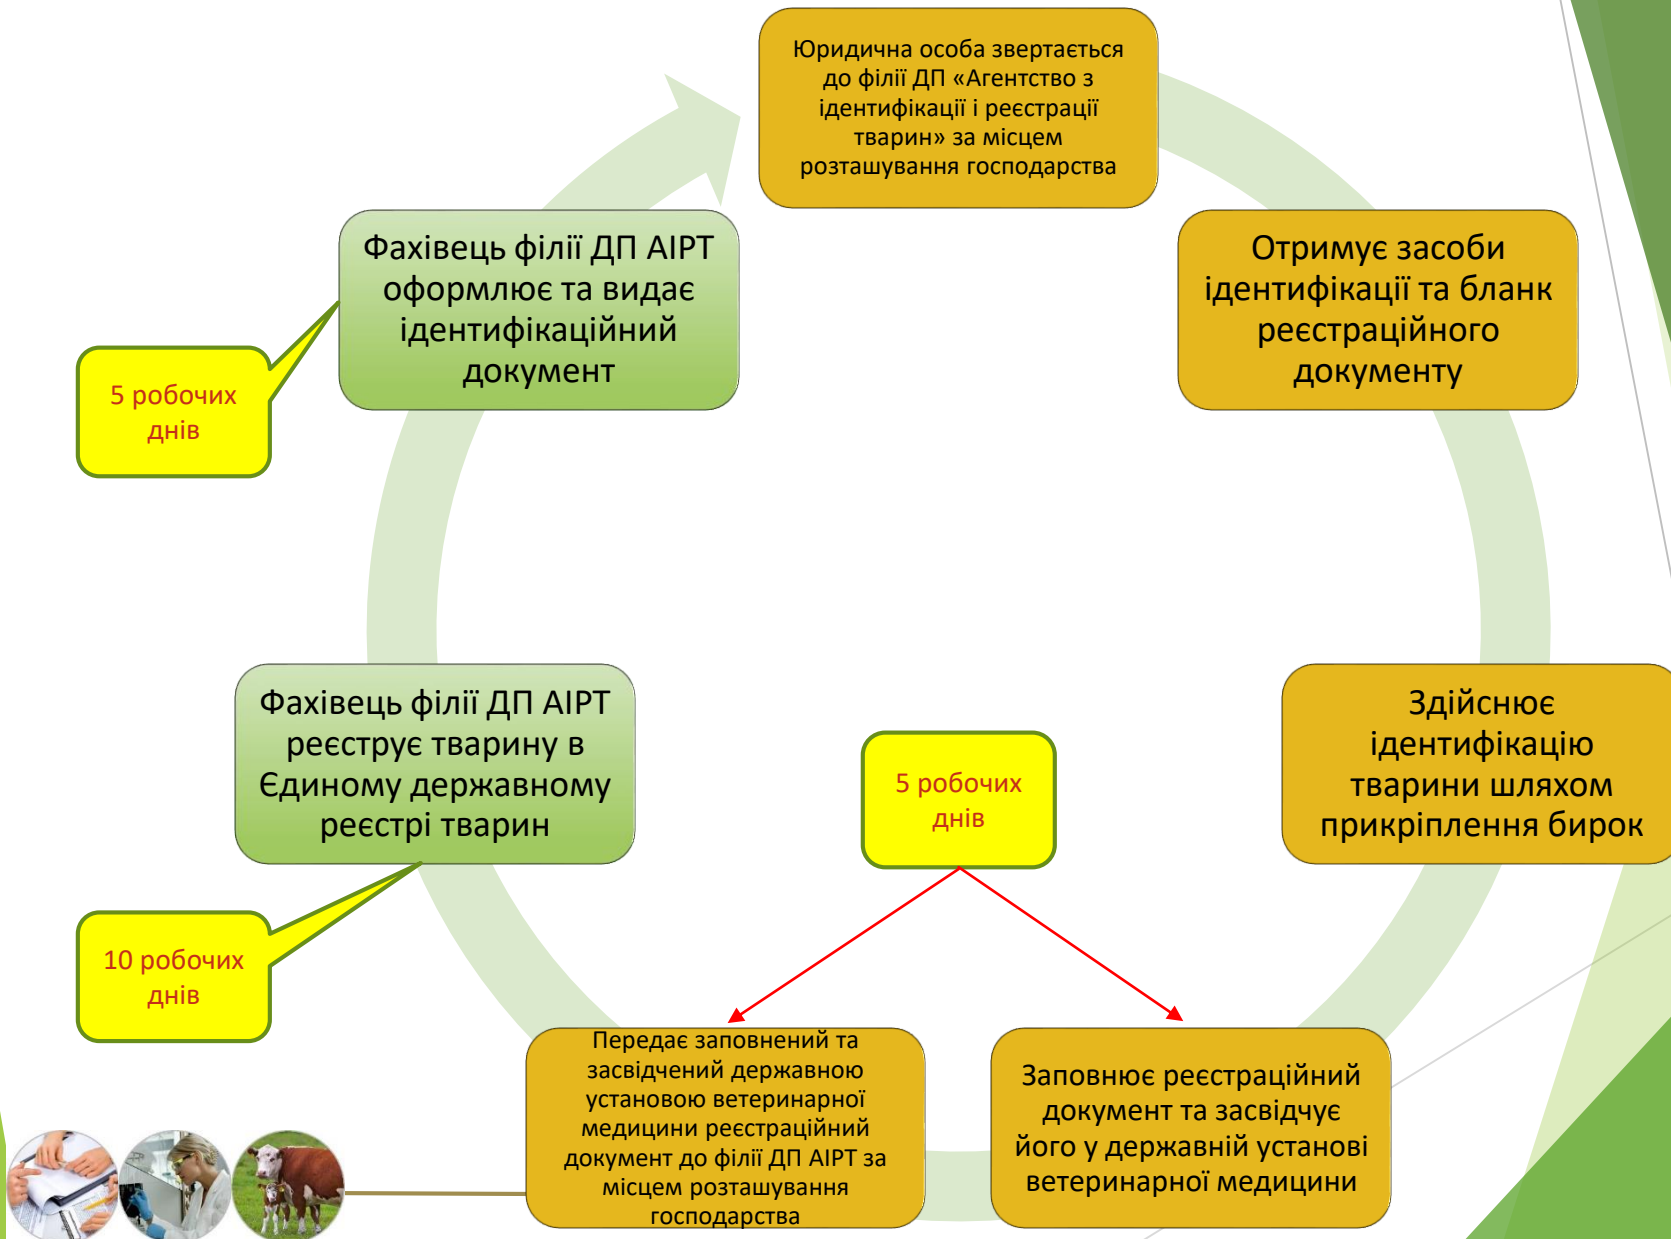 Юридична особа звертається
до філії ДП «Агентство з
ідентифікації і реєстрації
тварин» за місцем
розташування господарства
Отримує засоби
ідентифікації та бланк
реєстраційного
документу
Здійснює
ідентифікацію
тварини шляхом
прикріплення бирок
5 робочих
днів
Заповнює реєстраційний
документ та засвідчує
його у державній установі
ветеринарної медицини
Передає заповнений та
засвідчений державною
установою ветеринарної
медицини реєстраційний
документ до філії ДП АІРТ за
місцем розташування
господарства
Фахівець філії ДП АІРТ
реєструє тварину в
Єдиному державному
реєстрі тварин
10 робочих
днів
Фахівець філії ДП АІРТ
оформлює та видає
ідентифікаційний
документ
5 робочих
днів